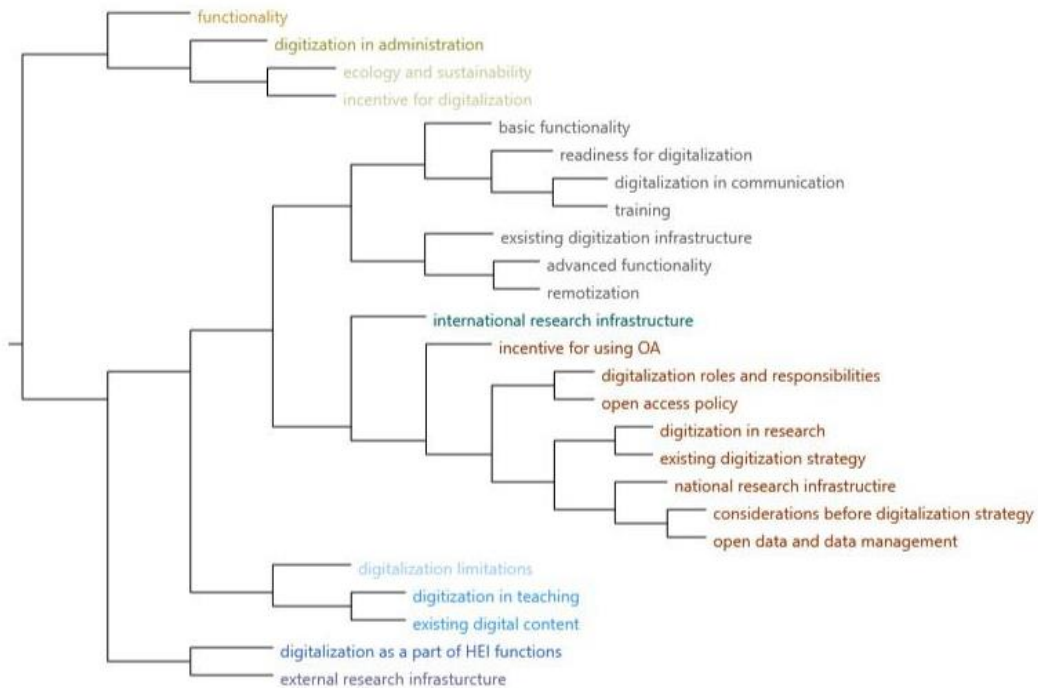 functionality
digitization in administration
ecology and sustainability
incentive for digitalization
basic functionality
readiness for digitalization
digitalization in communication
training
exsisting digitization infrastructure
advanced functionality
remotization
international research infrastructure
incentive for using OA
digitalization roles and responsibilities
open access policy
digitization in research
existing digitization strategy
national research infrastructire
considerations before digitalization strategy
open data and data management
digitalization limitations
digitization in teaching
existing digital content
digitalization as a part of HEI functions
external research infrasturcture